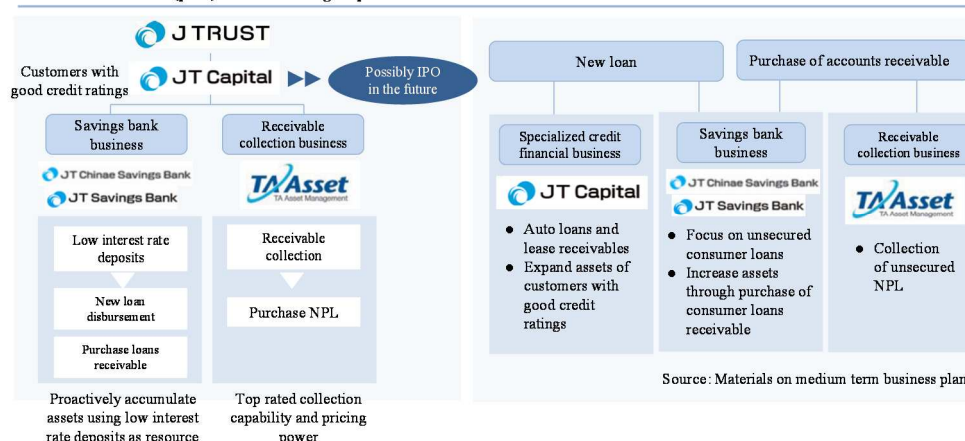 J TRUST
Customers with
good credit ratings
JT Capital
Possibly IPO
in the future
Savings bank
business
JT Chinae Savings Bank
JT Savings Bank
Low interest rate
deposits
New loan
disbursement
Purchase loans
receivable
Proactively accumulate
assets using low interest
rate deposits as resource
Receivable
collection business
TA Asset
TA Asset Management
Receivable
collection
Purchase NPL
Top rated collection
capability and pricing
power
New loan
Purchase of accounts receivable
Specialized credit
financial business
JT Capital
● Auto loans and
lease receivables
● Expand assets of
customers with
good credit
ratings
Savings bank
business
JT Chinae Savings Bank
JT Savings Bank
● Focus on unsecured
consumer loans
● Increase assets
through purchase of
consumer loans
receivable
Receivable
collection business
TA Asset
TA Asset Management
● Collection
of unsecured
NPL
Source: Materials on medium term business plan